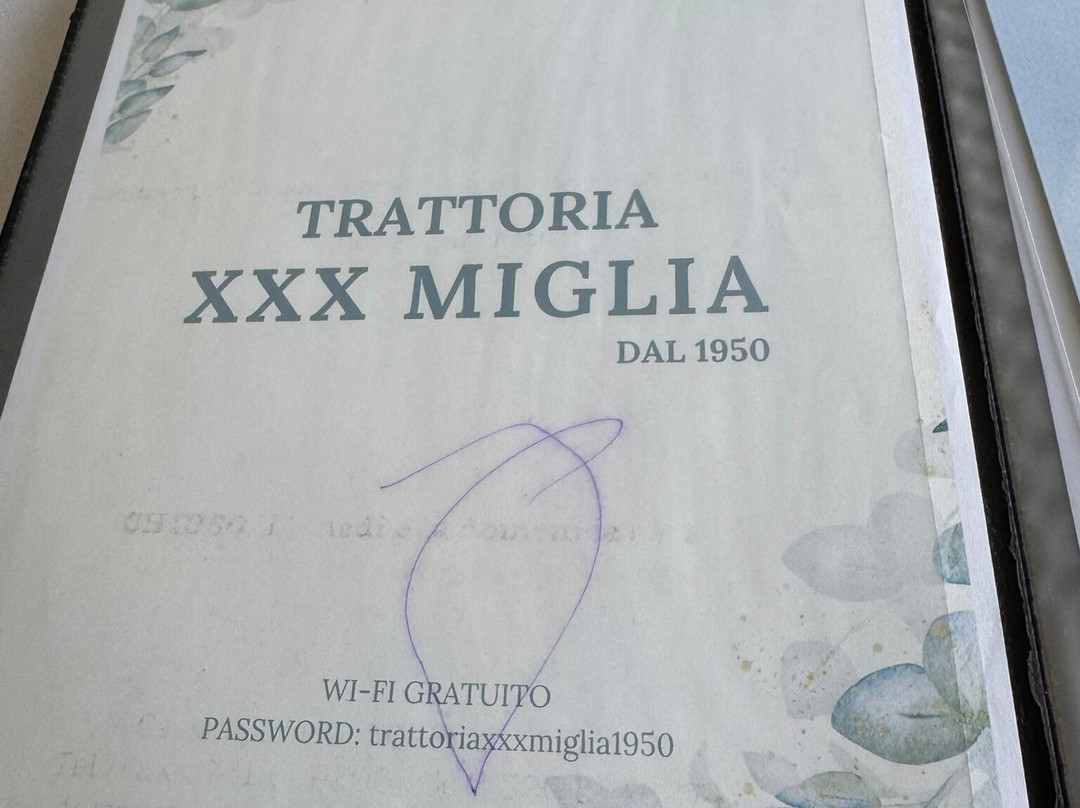 TRATTORIA
XXX MIGLIA
DAL 1950
WI-FI GRATUITO
PASSWORD: trattoriaxxxmiglia1950